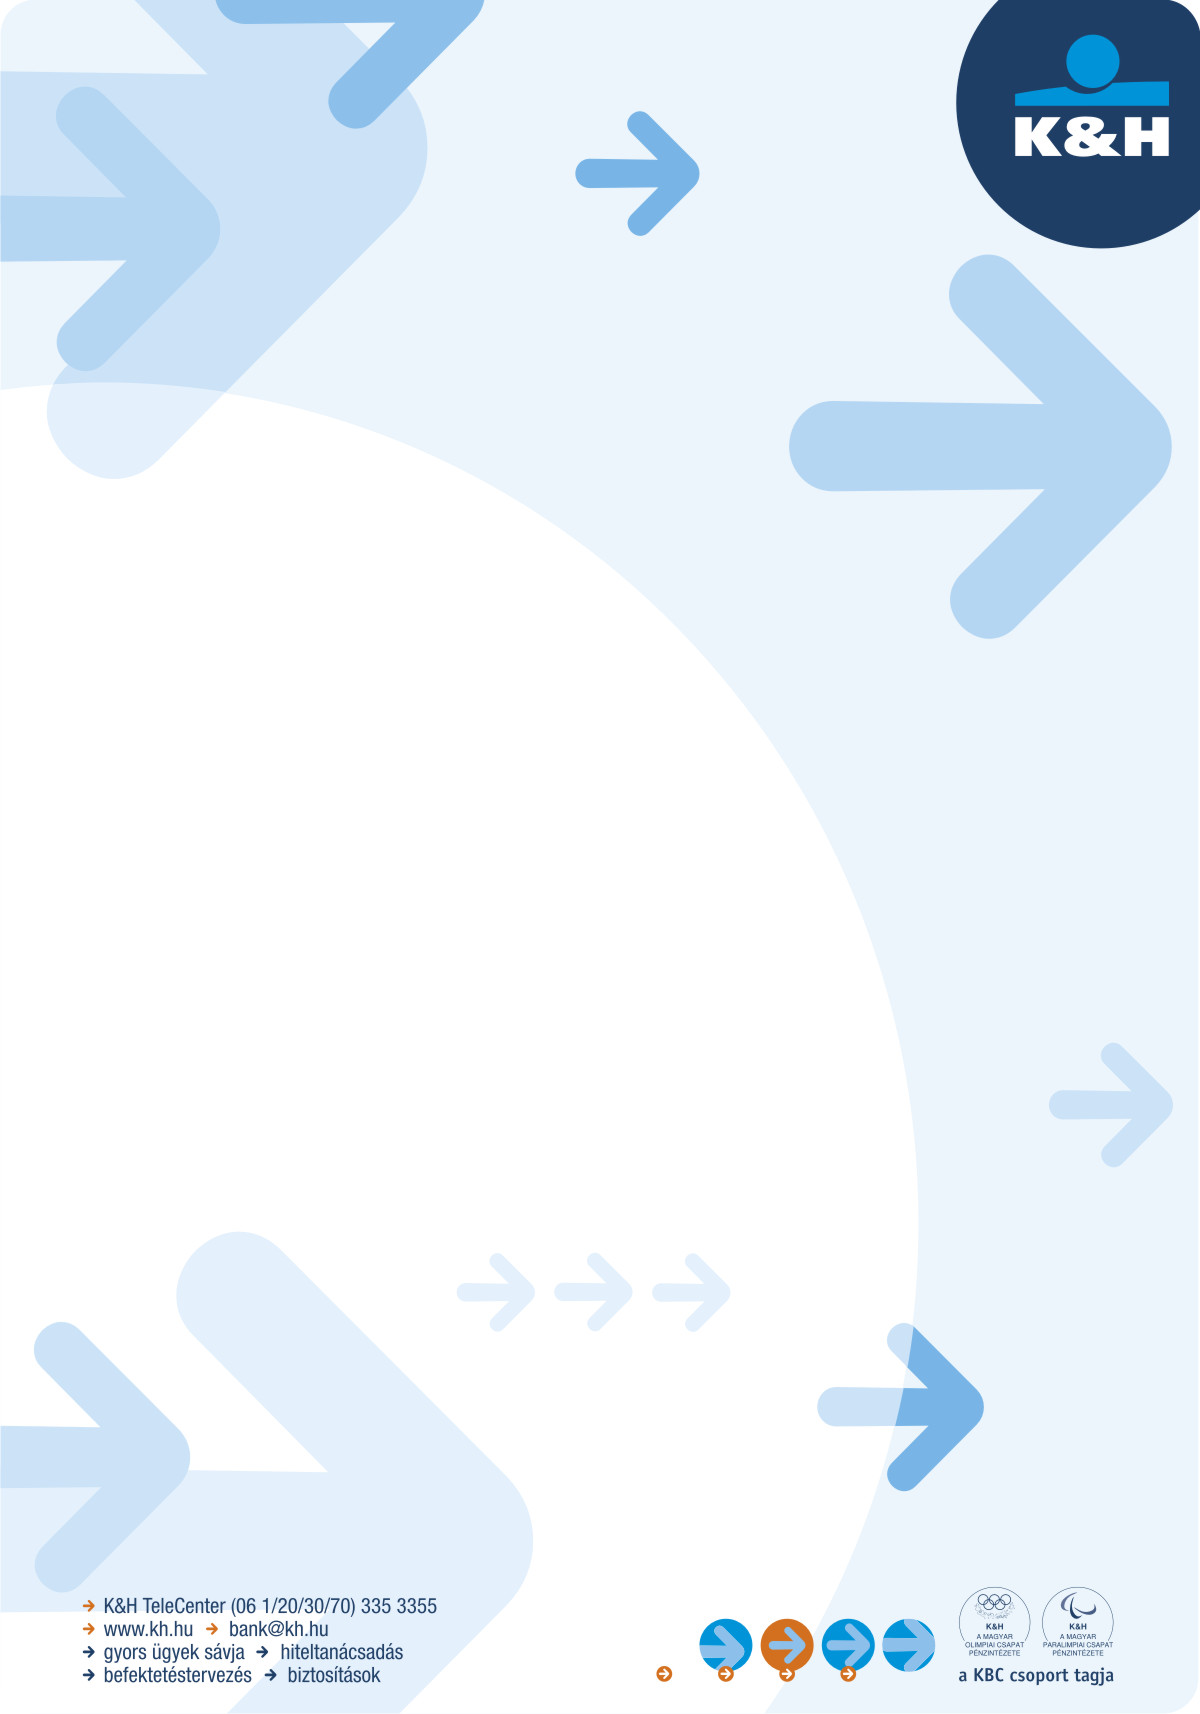 K&H
K&H TeleCenter (06 1/20/30/70) 335 3355
www.kh.hu bank@kh.hu
gyors ügyek sávja hiteltanácsadás
befektetéstervezés biztosítások
K&H
A MAGYAR
OLIMPIAI CSAPAT
PÉNZINTÉZETE
K&H
A MAGYAR
PARALIMPIAI CSAPAT
PÉNZINTÉZETE
a KBC csoport tagja